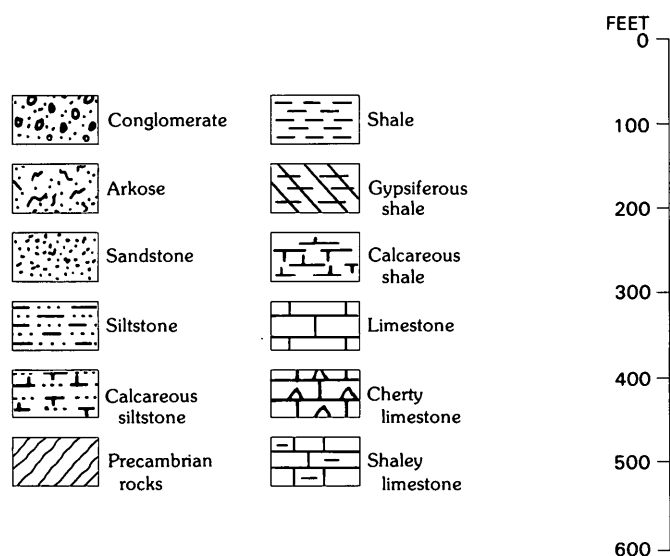 FEET
0
100
200
300
400
500
600
Conglomerate
Arkose
Sandstone
Siltstone
Calcareous
siltstone
Precambrian
rocks
Shale
Gypsiferous
shale
Calcareous
shale
Limestone
Cherty
limestone
Shaley
limestone